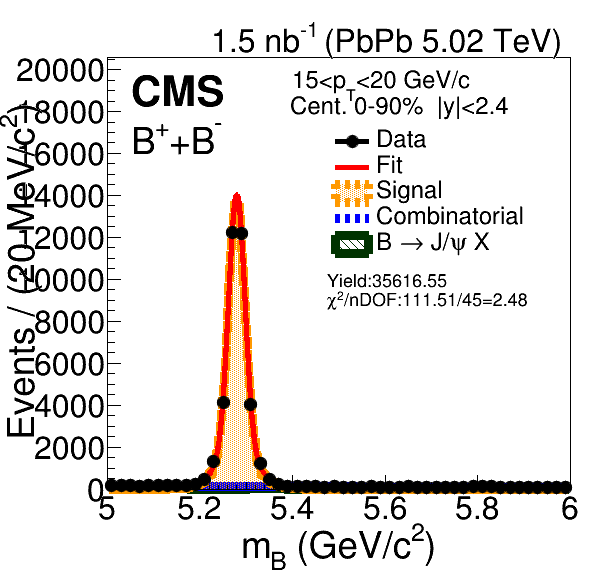 1.5 nb⁻¹ (PbPb 5.02 TeV)
CMS
B⁺+B⁻
15<p_T<20 GeV/c
Cent. 0-90% |y|<2.4
Data
Fit
Signal
Combinatorial
B → J/ψ X
Yield:35616.55
χ²/nDOF:111.51/45=2.48
Events / (20 MeV/c²)
20000
18000
16000
14000
12000
10000
8000
6000
4000
2000
0
5 5.2 5.4 5.6 5.8 6
m_B (GeV/c²)